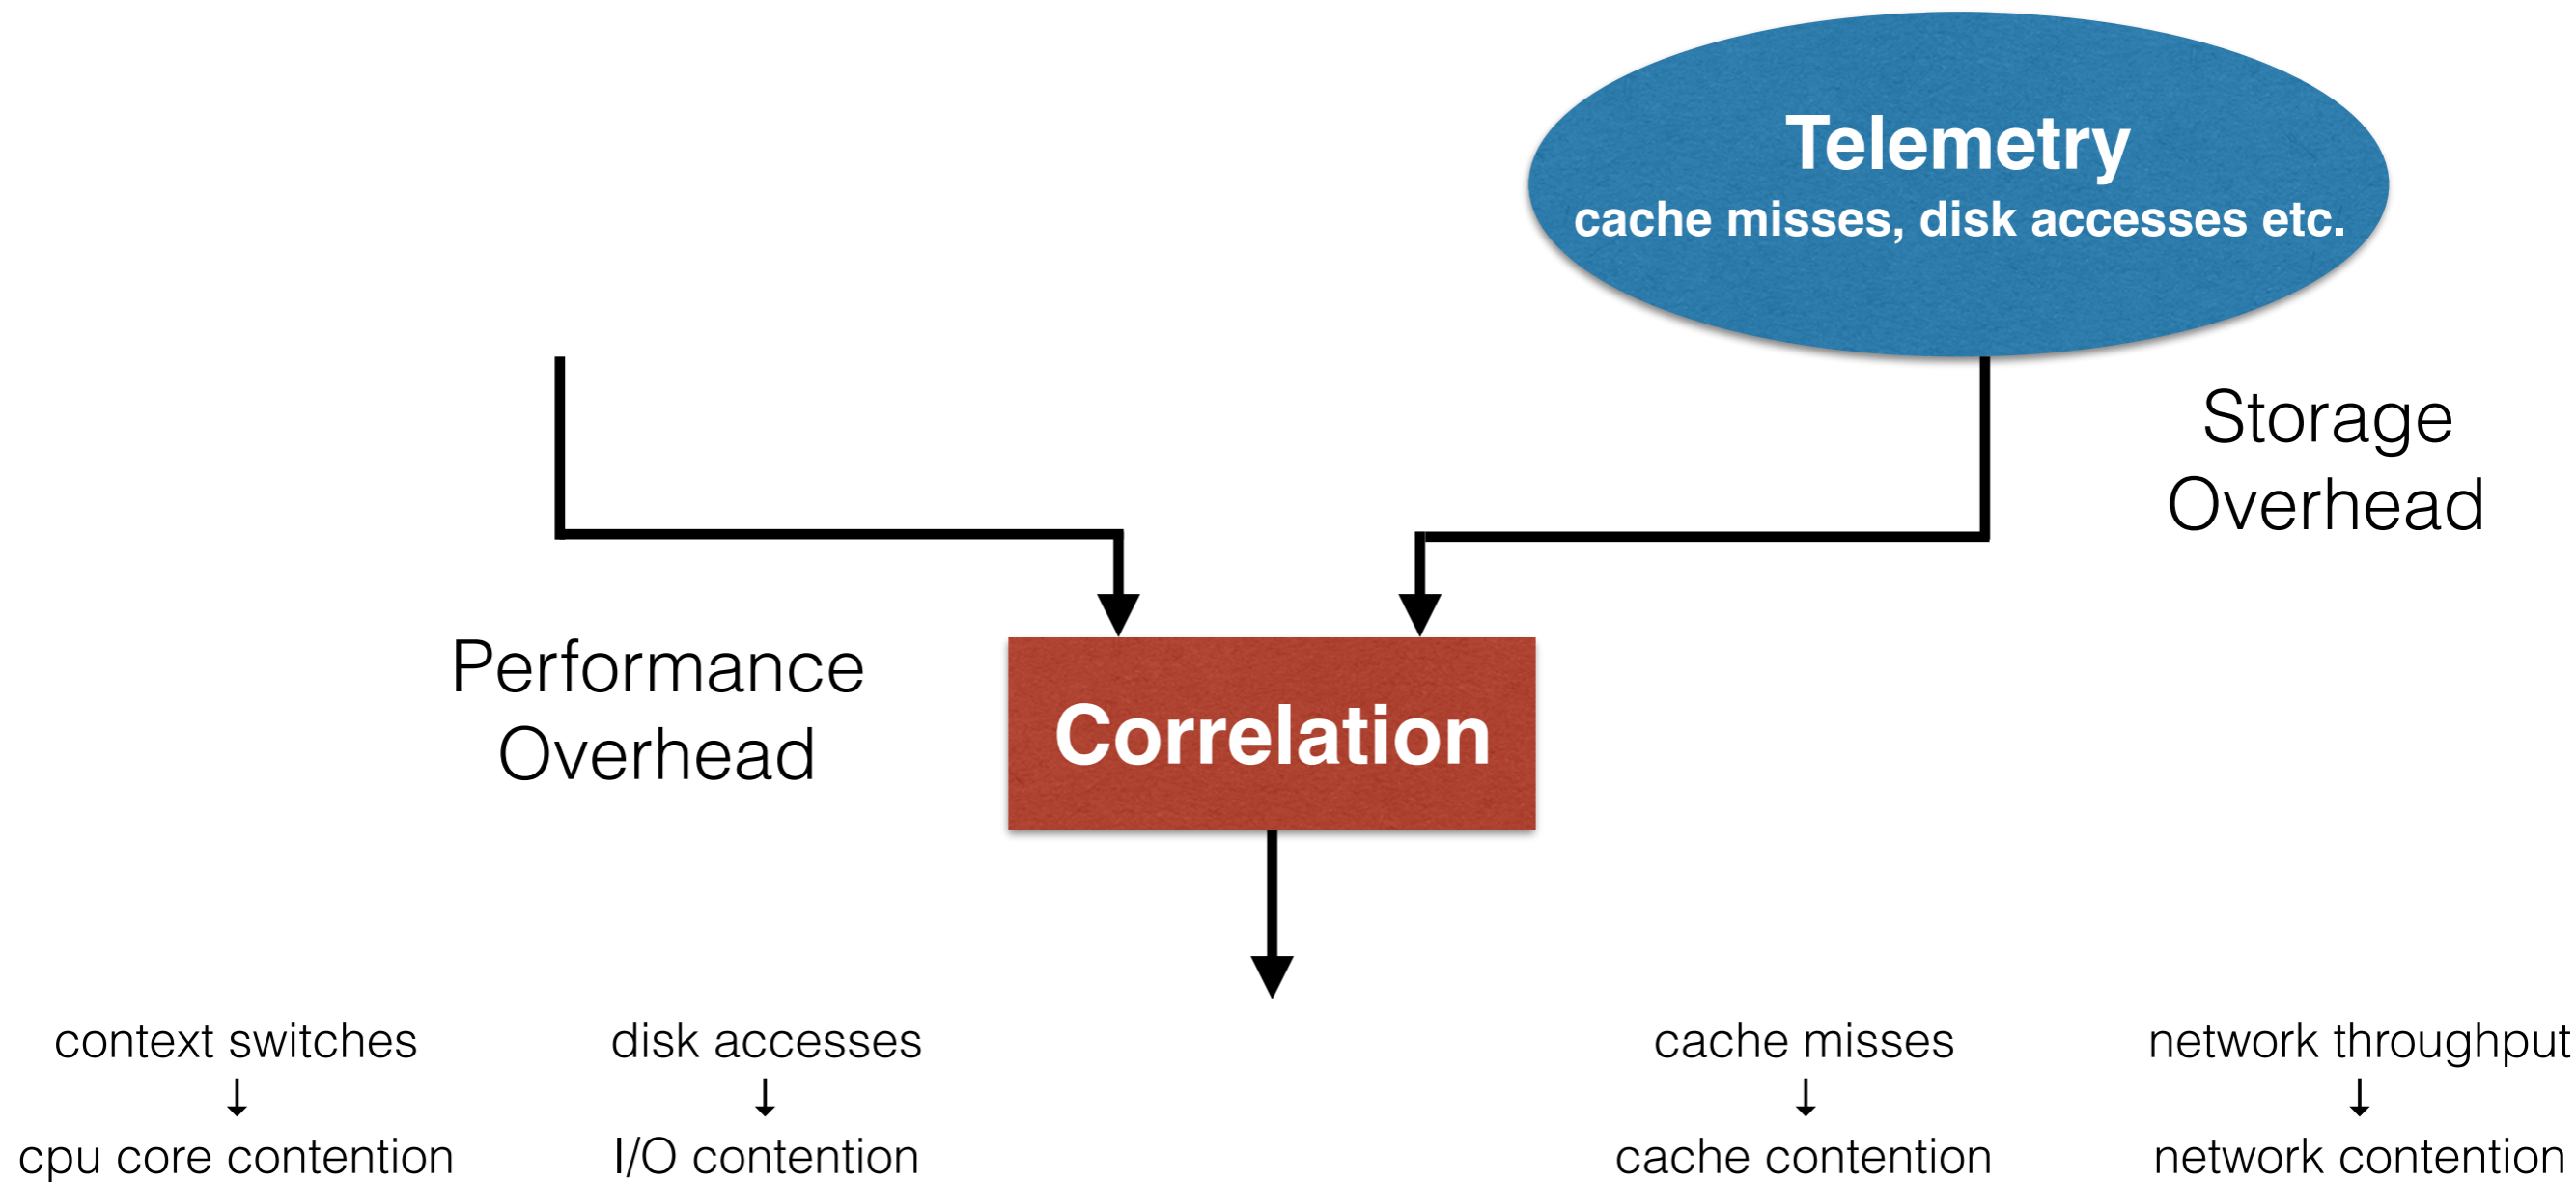 Telemetry
cache misses, disk accesses etc.
Storage
Overhead
Performance
Overhead
Correlation
context switches
↓
cpu core contention
disk accesses
↓
I/O contention
cache misses
↓
cache contention
network throughput
↓
network contention